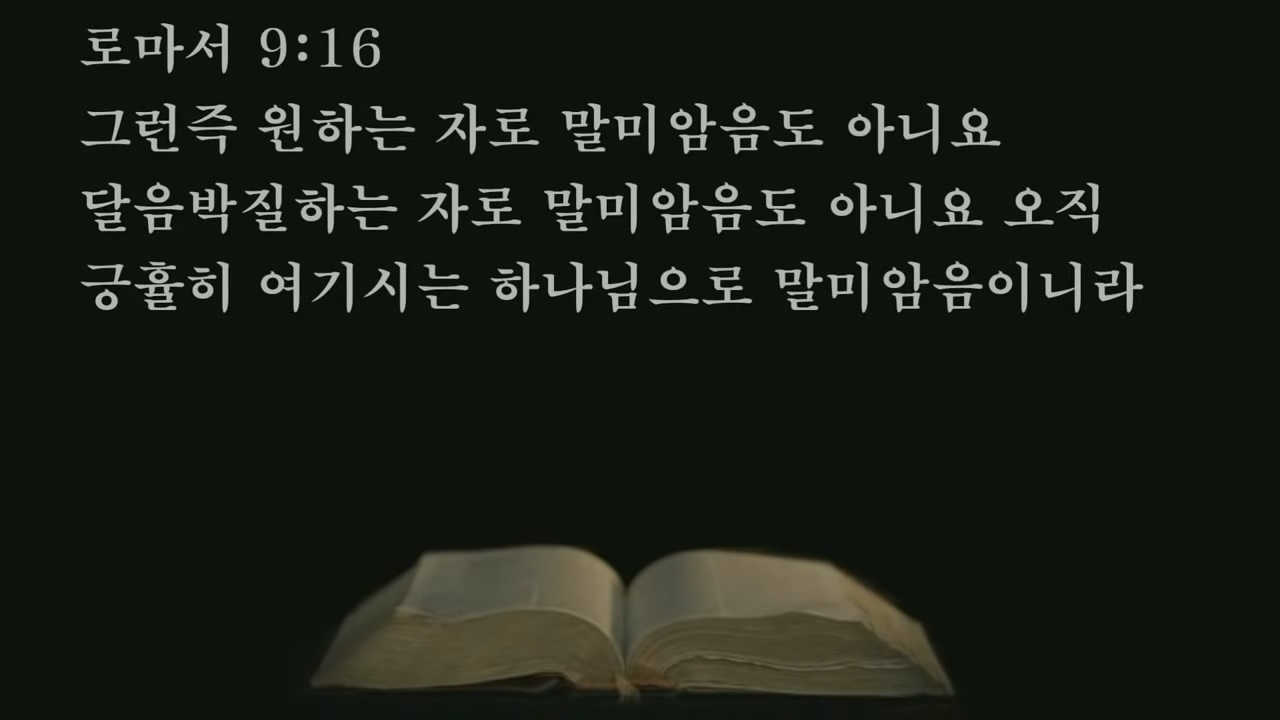 로마서 9:16
그런즉 원하는 자로 말미암음도 아니요
달음박질하는 자로 말미암음도 아니요 오직
긍휼히 여기시는 하나님으로 말미암음이니라